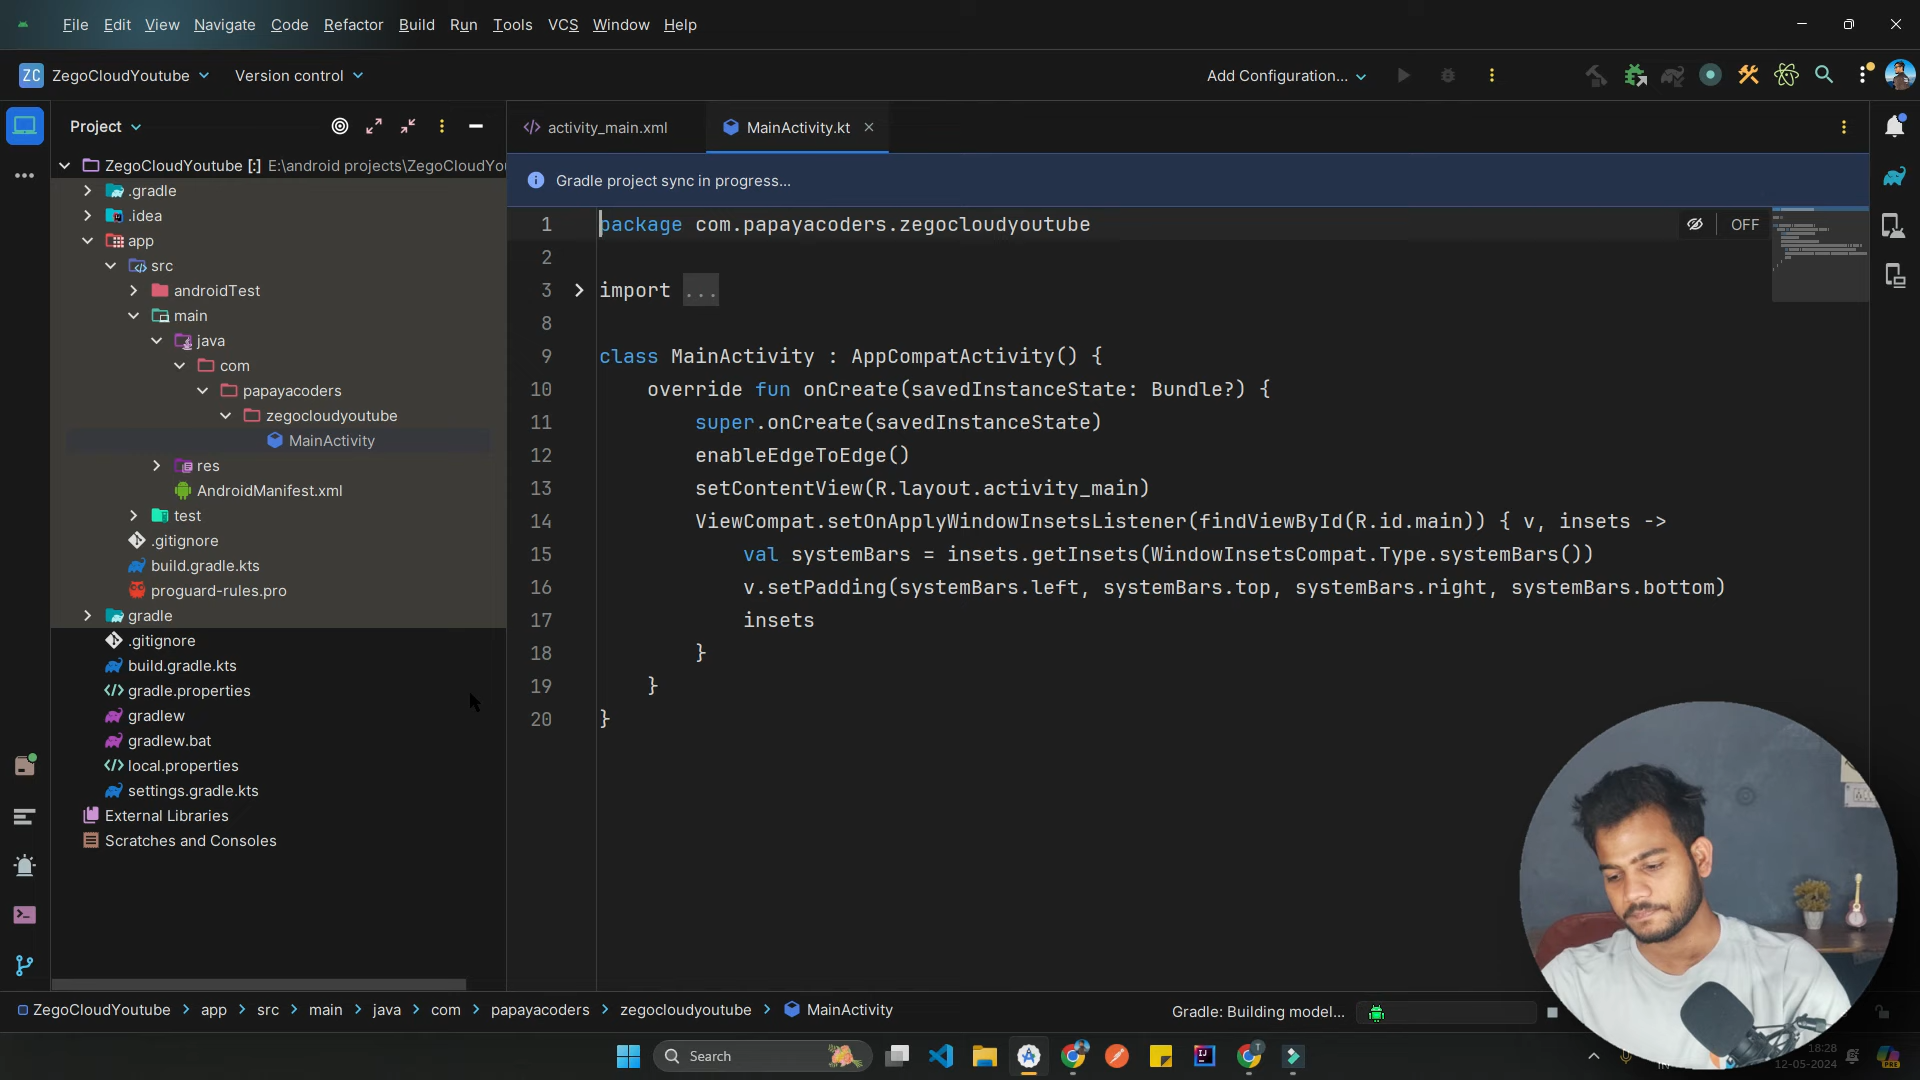 File Edit View Navigate Code Refactor Build Run Tools VCS Window Help
ZC ZegoCloudYoutube Version control Add Configuration...
Project
activity_main.xml MainActivity.kt
Gradle project sync in progress...
ZegoCloudYoutube [:] E:\android projects\ZegoCloudYo
.gradle
.idea
app
src
androidTest
main
java
com
papayacoders
zegocloudyoutube
MainActivity
res
AndroidManifest.xml
test
.gitignore
build.gradle.kts
proguard-rules.pro
gradle
.gitignore
build.gradle.kts
gradle.properties
gradlew
gradlew.bat
local.properties
settings.gradle.kts
External Libraries
Scratches and Consoles
1 package com.papayacoders.zegocloudyoutube OFF
2
3 import ...
8
9 class MainActivity : AppCompatActivity() {
10 override fun onCreate(savedInstanceState: Bundle?) {
11 super.onCreate(savedInstanceState)
12 enableEdgeToEdge()
13 setContentView(R.layout.activity_main)
14 ViewCompat.setOnApplyWindowInsetsListener(findViewById(R.id.main)) { v, insets ->
15 val systemBars = insets.getInsets(WindowInsetsCompat.Type.systemBars())
16 v.setPadding(systemBars.left, systemBars.top, systemBars.right, systemBars.bottom)
17 insets
18 }
19 }
20 }
ZegoCloudYoutube > app > src > main > java > com > papayacoders > zegocloudyoutube > MainActivity
Gradle: Building model...
Search
18:28
12-05-2024
IN